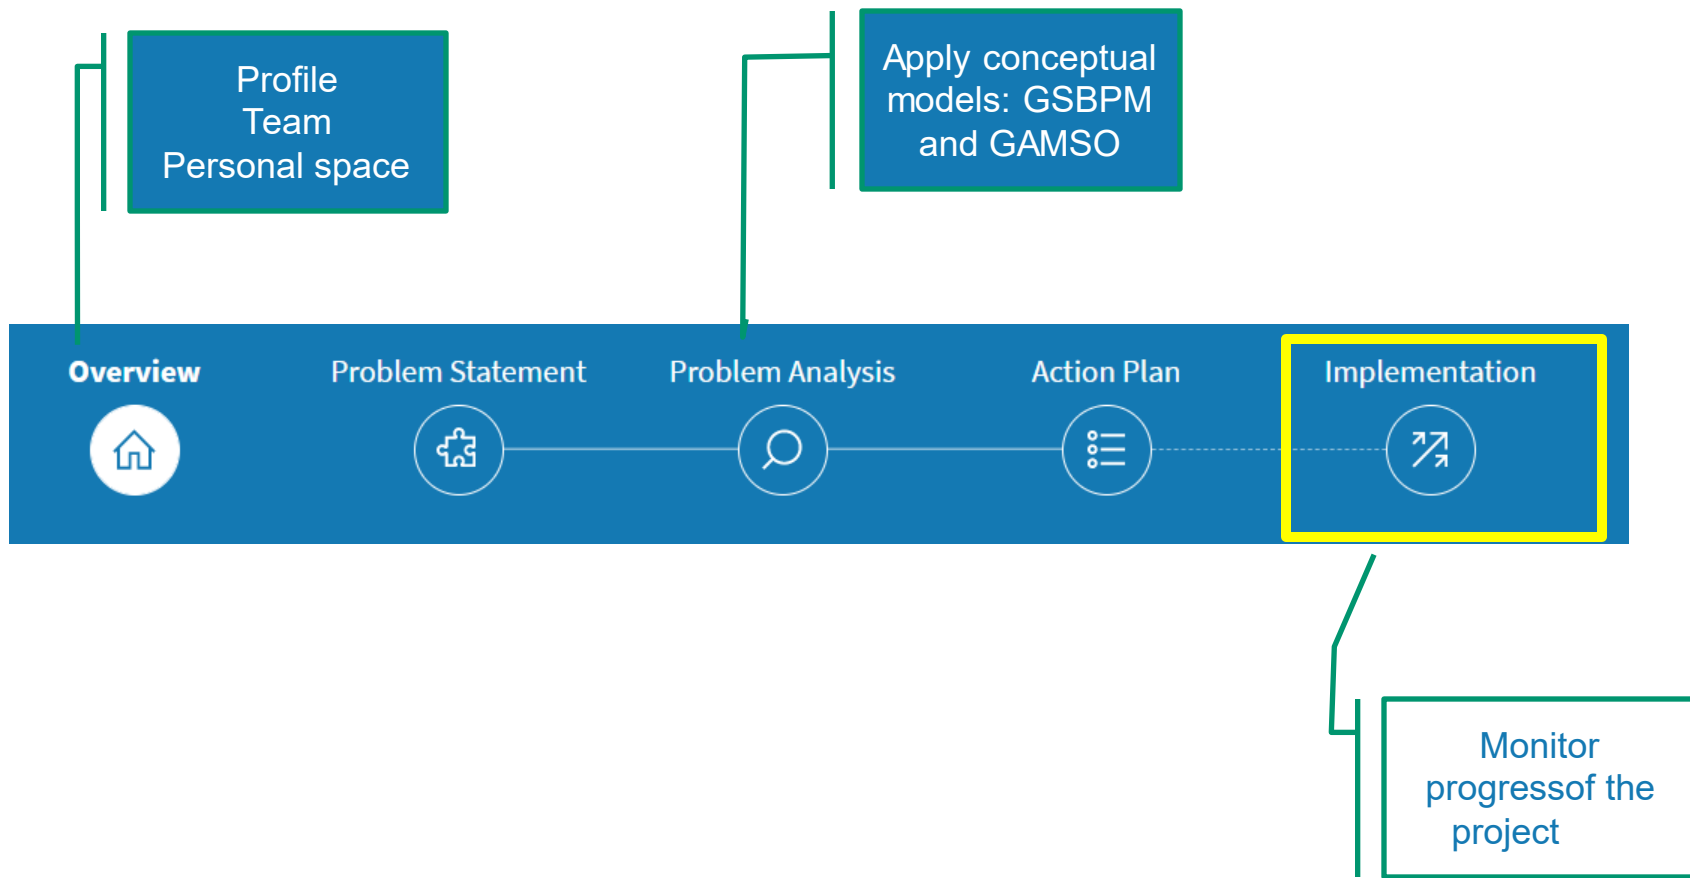 Profile
Team
Personal space
Apply conceptual
models: GSBPM
and GAMSO
Overview
Problem Statement
Problem Analysis
Action Plan
Implementation
Monitor
progressof the
project